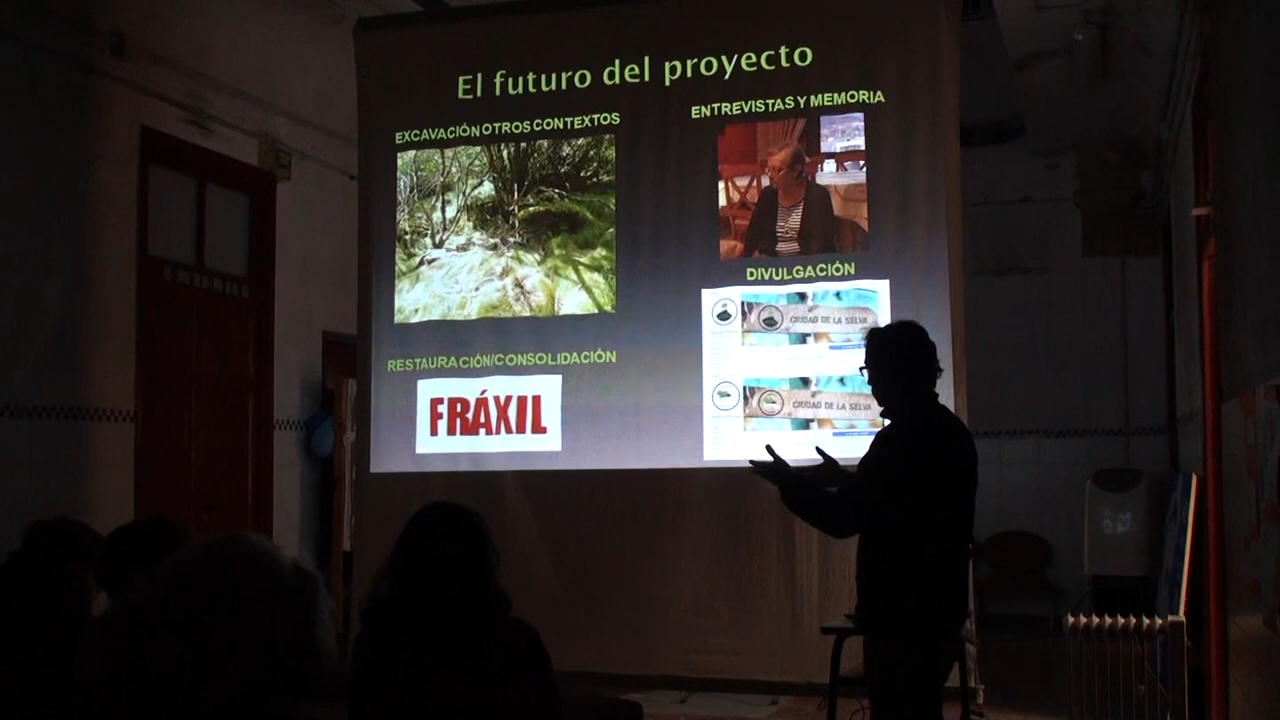 El futuro del proyecto
EXCAVACIÓN OTROS CONTEXTOS
ENTREVISTAS Y MEMORIA
DIVULGACIÓN
CIUDAD DE LA SELVA
RESTAURACIÓN/CONSOLIDACIÓN
FRÁXIL
CIUDAD DE LA SELVA